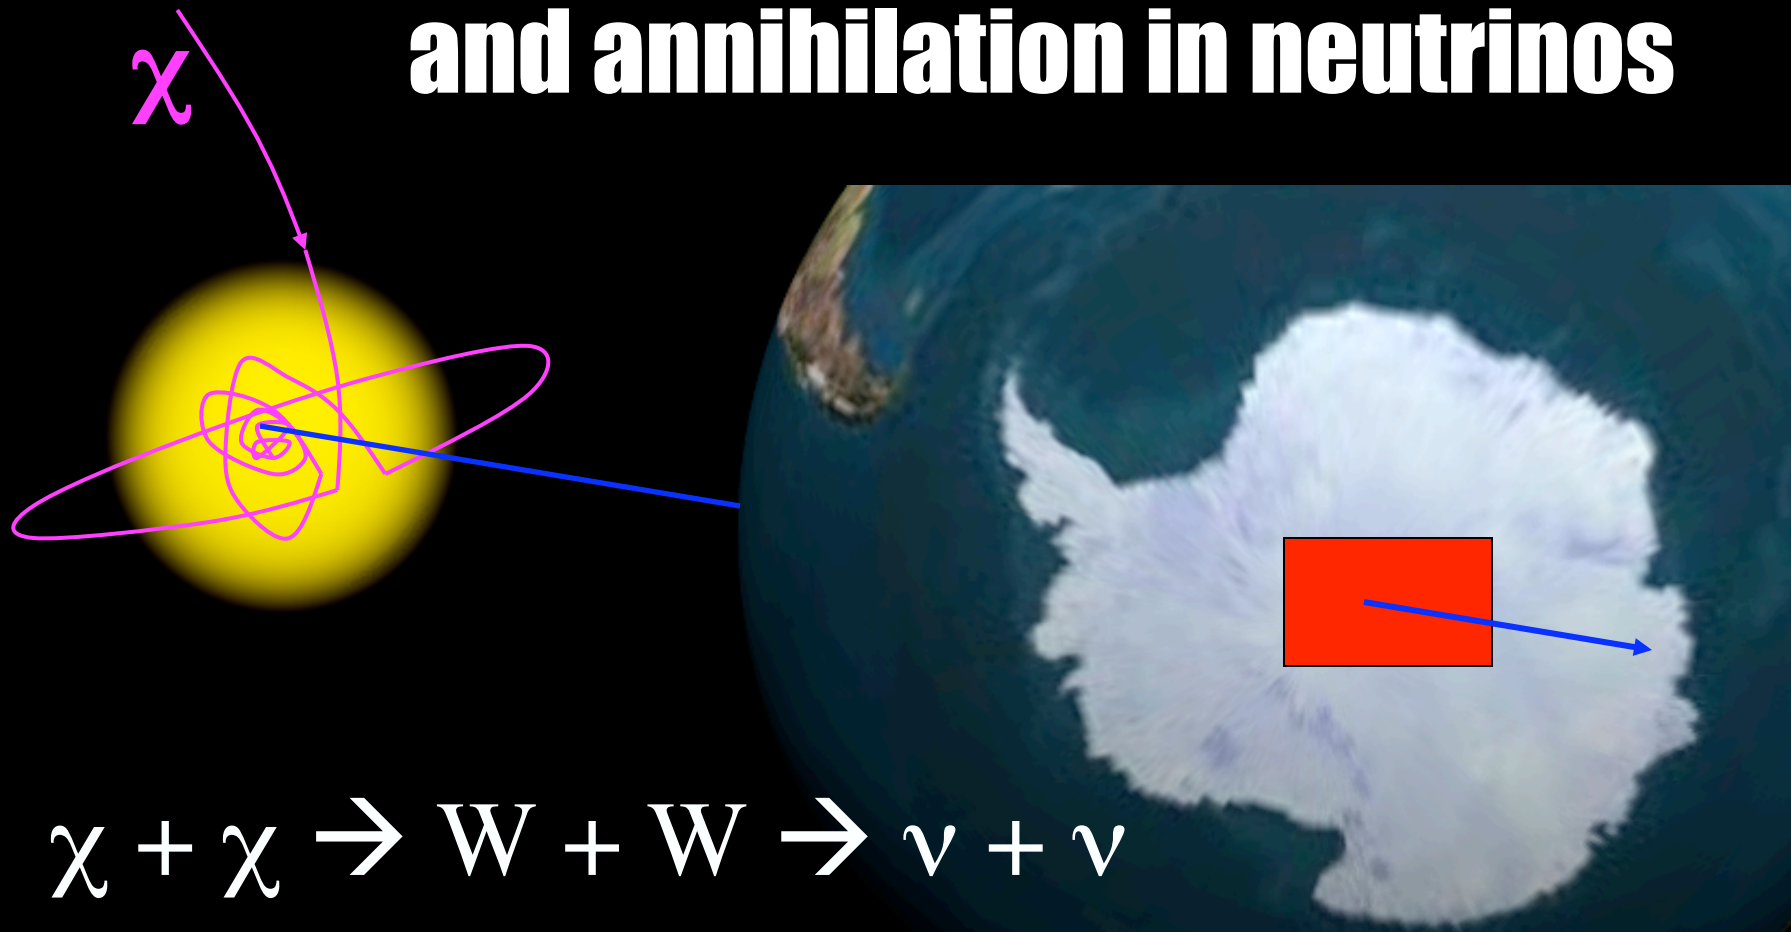 and annihilation in neutrinos
χ
χ + χ → W + W → ν + ν